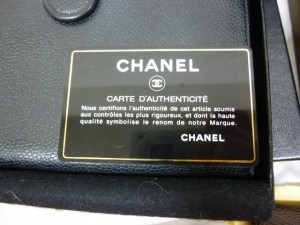 CHANEL
CARTE D'AUTHENTICITÉ
Nous certifions l'authenticité de cet article soumis
aux contrôles les plus rigoureux, et dont la haute
qualité symbolise le renom de notre Marque.
CHANEL